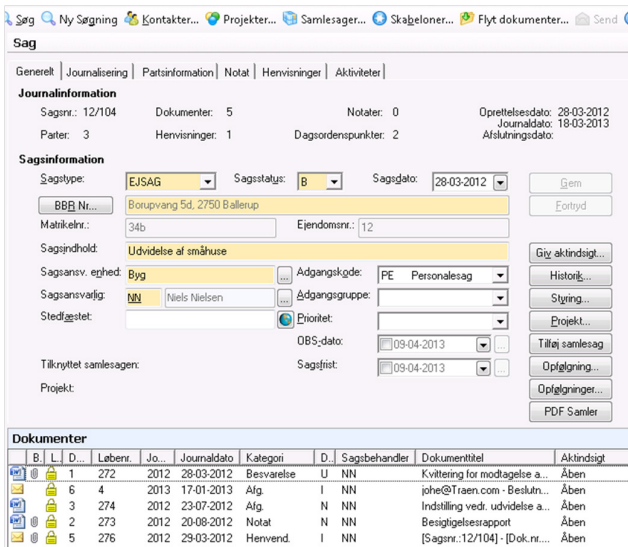 Søg Ny Søgning Kontakter... Projekter... Samlesager... Skabeloner... Flyt dokumenter... Send
Sag
Generelt Journalisering Partsinformation Notat Henvisninger Aktiviteter
Journalinformation
Sagsnr.: 12/104 Dokumenter: 5 Notater: 0 Oprettelsesdato: 28-03-2012
Journaldato: 18-03-2013
Parter: 3 Henvisninger: 1 Dagsordenspunkter: 2 Afslutningsdato:
Sagsinformation
Sagstype: EJSAG Sagsstatus: B Sagsdato: 28-03-2012 Gem
BBR Nr... Borupvang 5d, 2750 Ballerup Fortryd
Matrikelnr.: 34b Ejendomsnr.: 12
Sagsindhold: Udvidelse af småhuse Giv aktindsigt...
Sagsansv. enhed: Byg ... Adgangskode: PE Personalesag Historik...
Sagsansvarlig: NN Niels Nielsen ... Adgangsgruppe: Styring...
Stedfæstet: Prioritet: Projekt...
OBS-dato: 09-04-2013 ... Tilføj samlesag
Tilknyttet samlesagen: Sagsfrist: 09-04-2013 ... Opfølgning...
Projekt: Opfølgninger...
PDF Samler
Dokumenter
B. L. D... Løbenr. Jo... Journaldato Kategori D.. Sagsbehandler Dokumenttitel Aktindsigt
1 272 2012 28-03-2012 Besvarelse U NN Kvittering for modtagelse a... Åben
6 4 2013 17-01-2013 Afg. I NN johe@Traen.com - Beslutn... Åben
3 274 2012 23-07-2012 Afg. N NN Indstilling vedr. udvidelse a... Åben
2 273 2012 20-08-2012 Notat N NN Besigtigelsesrapport Åben
5 276 2012 29-03-2012 Henvend. I NN [Sagsnr.:12/104] - [Dok.nr.... Åben